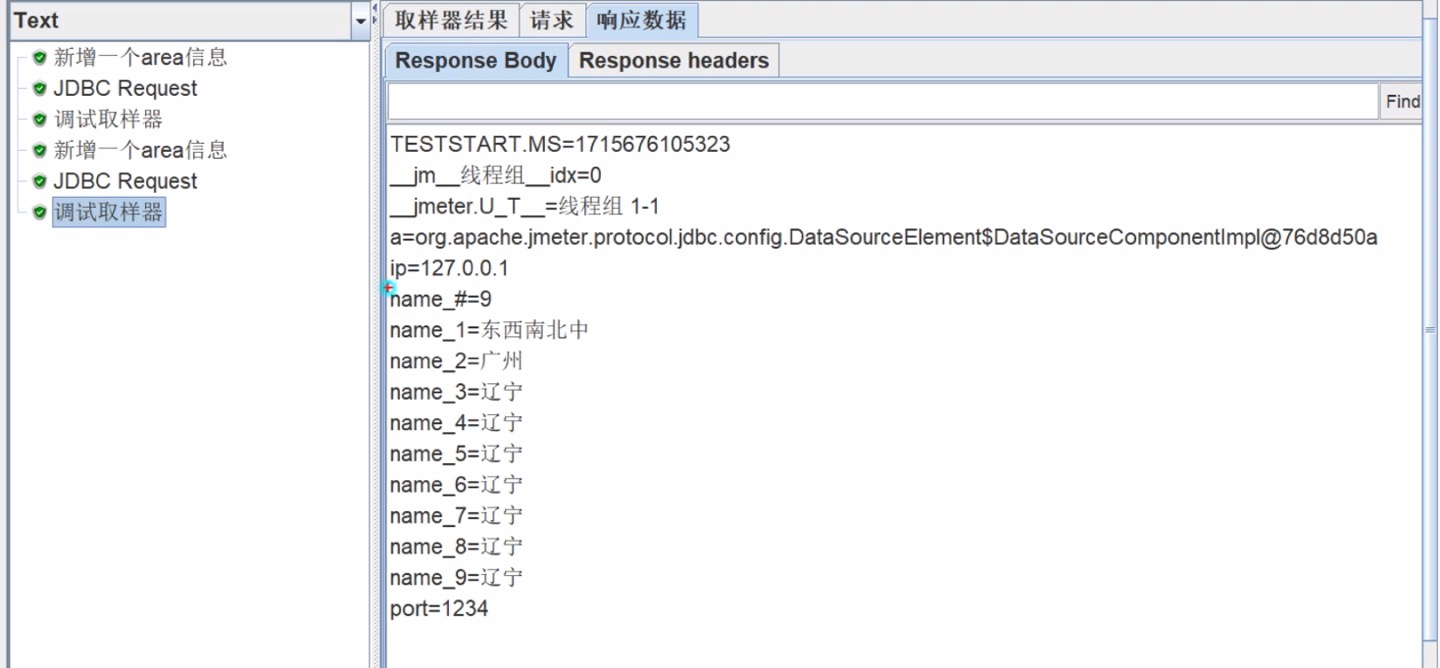 Text
新增一个area信息
JDBC Request
调试取样器
新增一个area信息
JDBC Request
调试取样器
取样器结果 请求 响应数据
Response Body Response headers
Find
TESTSTART.MS=1715676105323
__jm__线程组__idx=0
__jmeter.U_T__=线程组 1-1
a=org.apache.jmeter.protocol.jdbc.config.DataSourceElement$DataSourceComponentImpl@76d8d50a
ip=127.0.0.1
name_#=9
name_1=东西南北中
name_2=广州
name_3=辽宁
name_4=辽宁
name_5=辽宁
name_6=辽宁
name_7=辽宁
name_8=辽宁
name_9=辽宁
port=1234